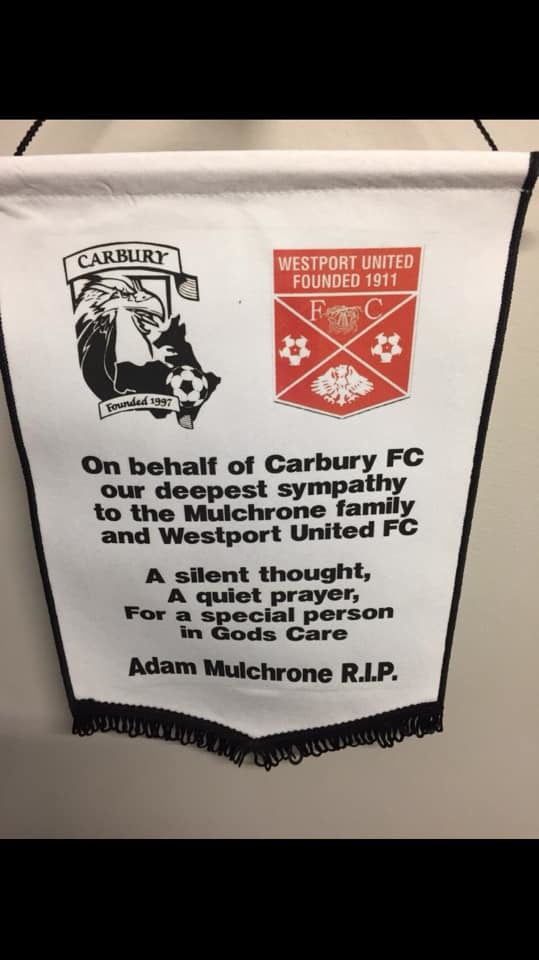 CARBURY
Founded 1997
WESTPORT UNITED
FOUNDED 1911
F C
On behalf of Carbury FC
our deepest sympathy
to the Mulchrone family
and Westport United FC
A silent thought,
A quiet prayer,
For a special person
in Gods Care
Adam Mulchrone R.I.P.